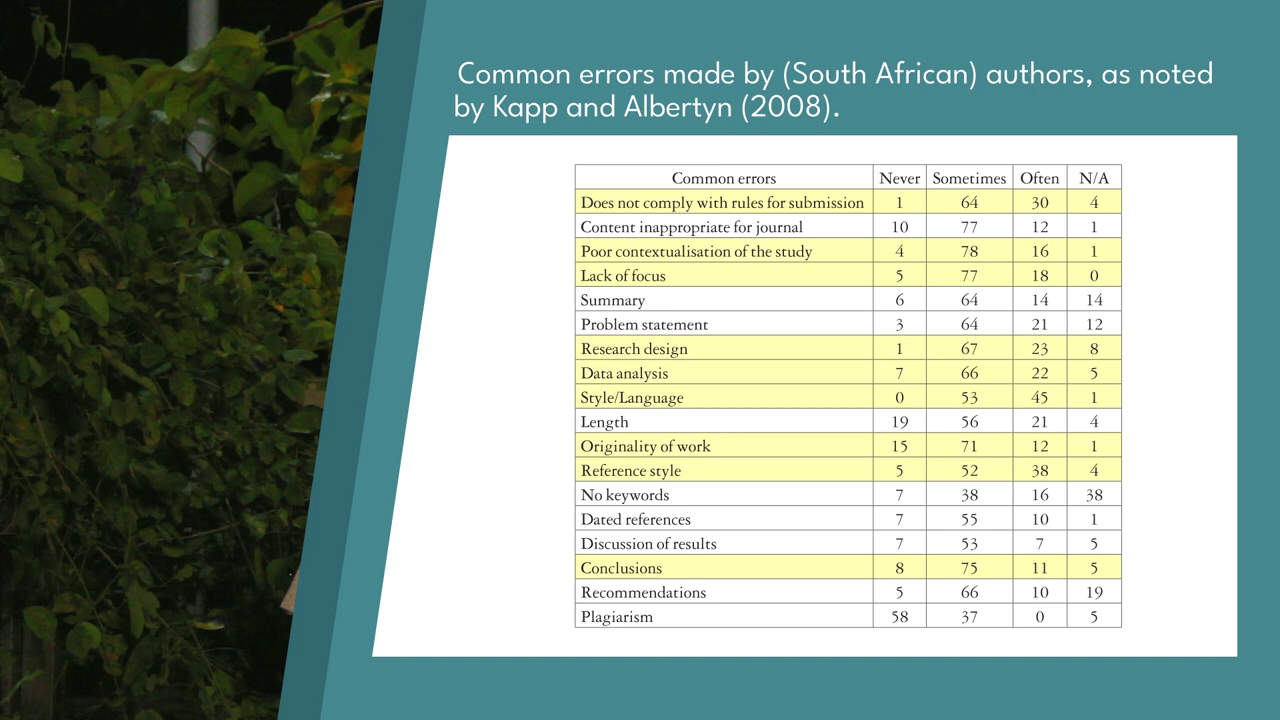 Common errors made by (South African) authors, as noted
by Kapp and Albertyn (2008).
Common errors Never Sometimes Often N/A
Does not comply with rules for submission 1 64 30 4
Content inappropriate for journal 10 77 12 1
Poor contextualisation of the study 4 78 16 1
Lack of focus 5 77 18 0
Summary 6 64 14 14
Problem statement 3 64 21 12
Research design 1 67 23 8
Data analysis 7 66 22 5
Style/Language 0 53 45 1
Length 19 56 21 4
Originality of work 15 71 12 1
Reference style 5 52 38 4
No keywords 7 38 16 38
Dated references 7 55 10 1
Discussion of results 7 53 7 5
Conclusions 8 75 11 5
Recommendations 5 66 10 19
Plagiarism 58 37 0 5